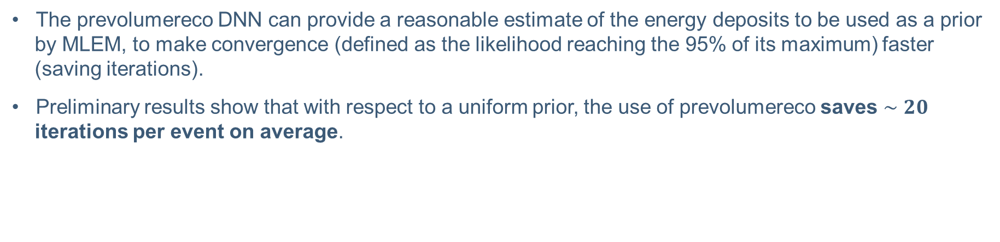 • The prevolumereco DNN can provide a reasonable estimate of the energy deposits to be used as a prior
by MLEM, to make convergence (defined as the likelihood reaching the 95% of its maximum) faster
(saving iterations).
• Preliminary results show that with respect to a uniform prior, the use of prevolumereco saves ~ 20
iterations per event on average.